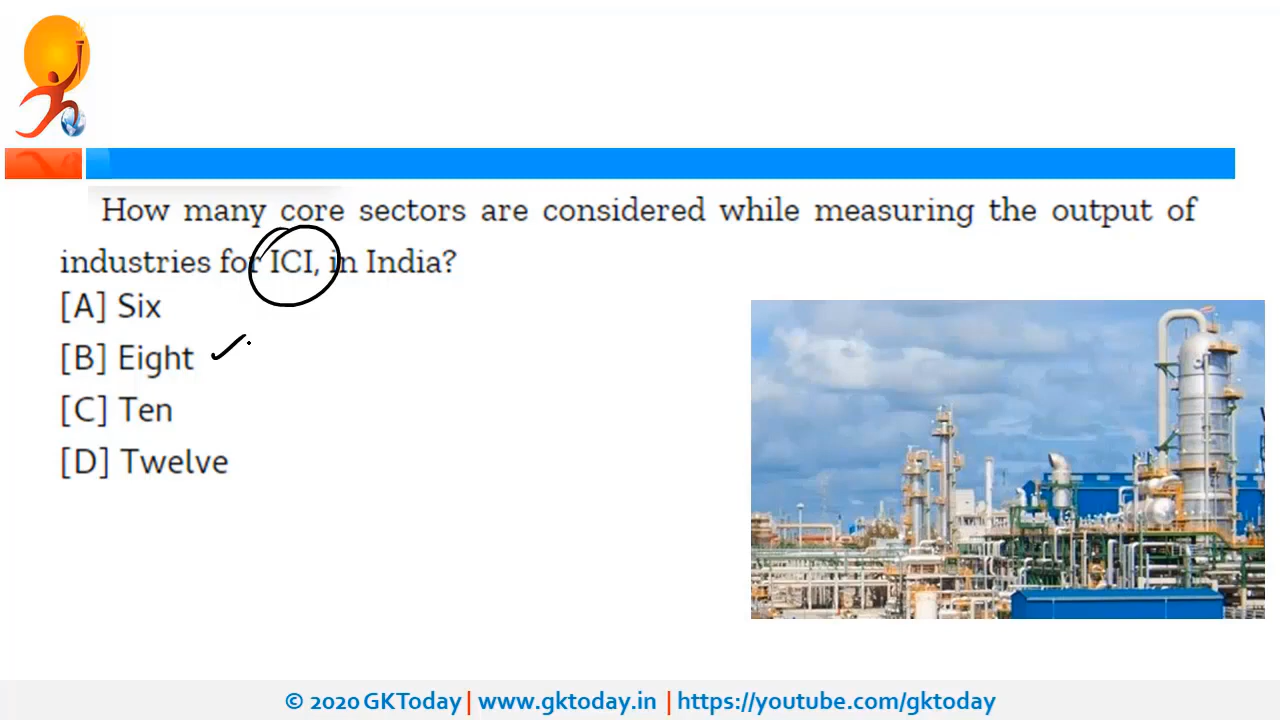 How many core sectors are considered while measuring the output of
industries for ICI, in India?
[A] Six
[B] Eight
[C] Ten
[D] Twelve
© 2020 GKToday | www.gktoday.in | https://youtube.com/gktoday